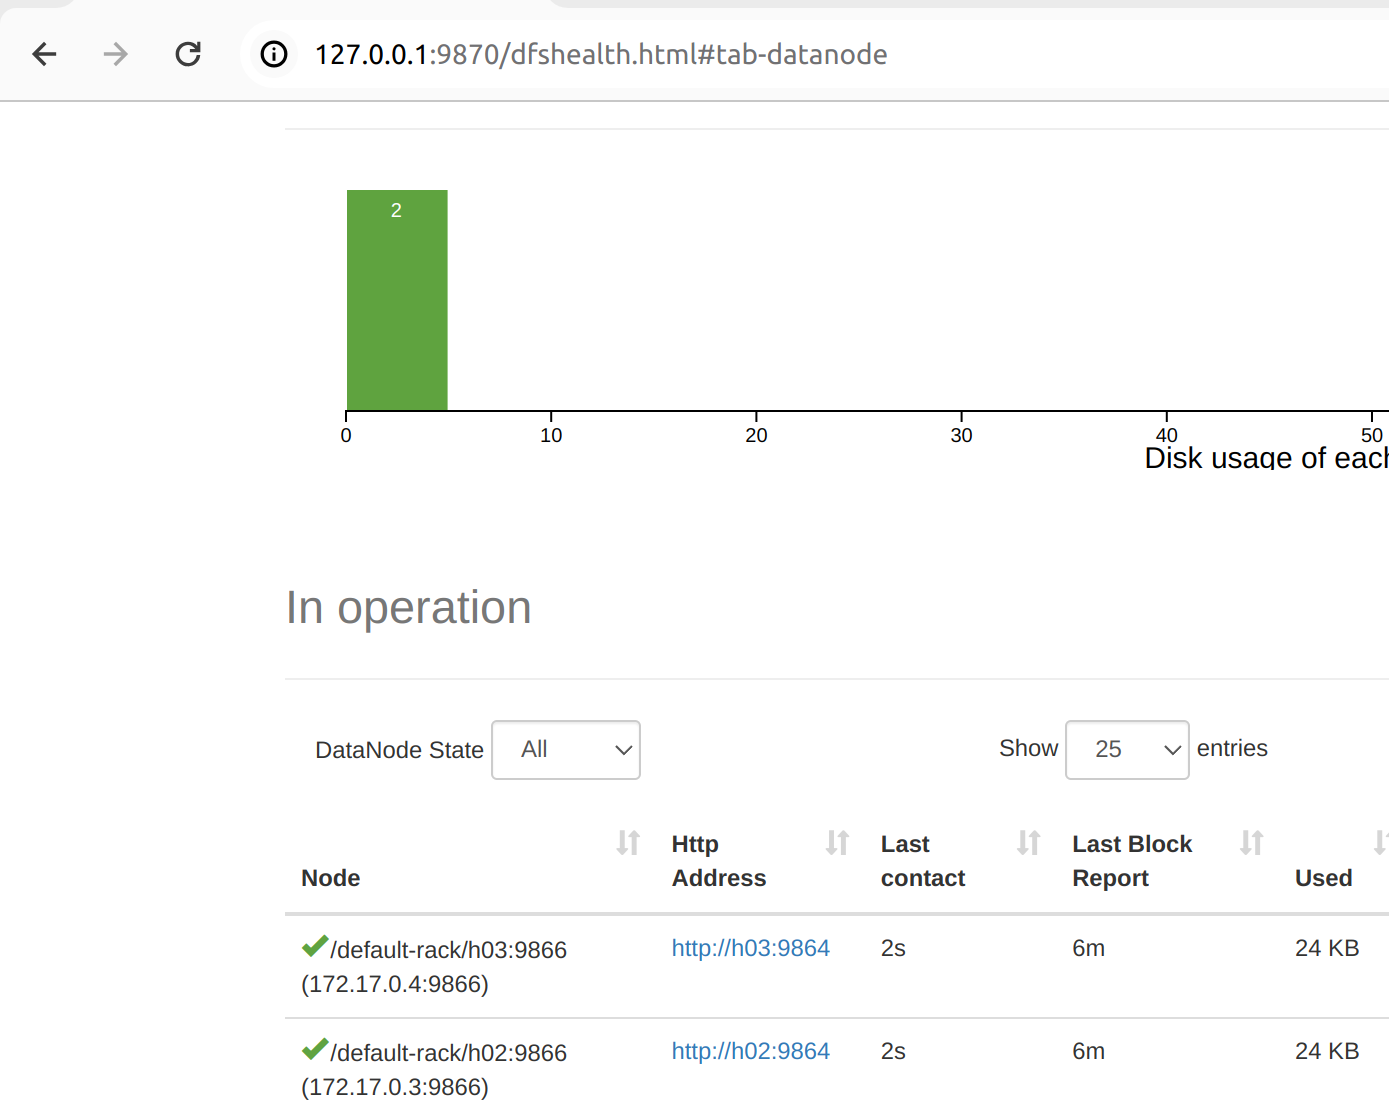 127.0.0.1:9870/dfshealth.html#tab-datanode
2
0 10 20 30 40 50
Disk usage of each
In operation
DataNode State All Show 25 entries
Node Http Address Last contact Last Block Report Used
/default-rack/h03:9866 http://h03:9864 2s 6m 24 KB
(172.17.0.4:9866)
/default-rack/h02:9866 http://h02:9864 2s 6m 24 KB
(172.17.0.3:9866)